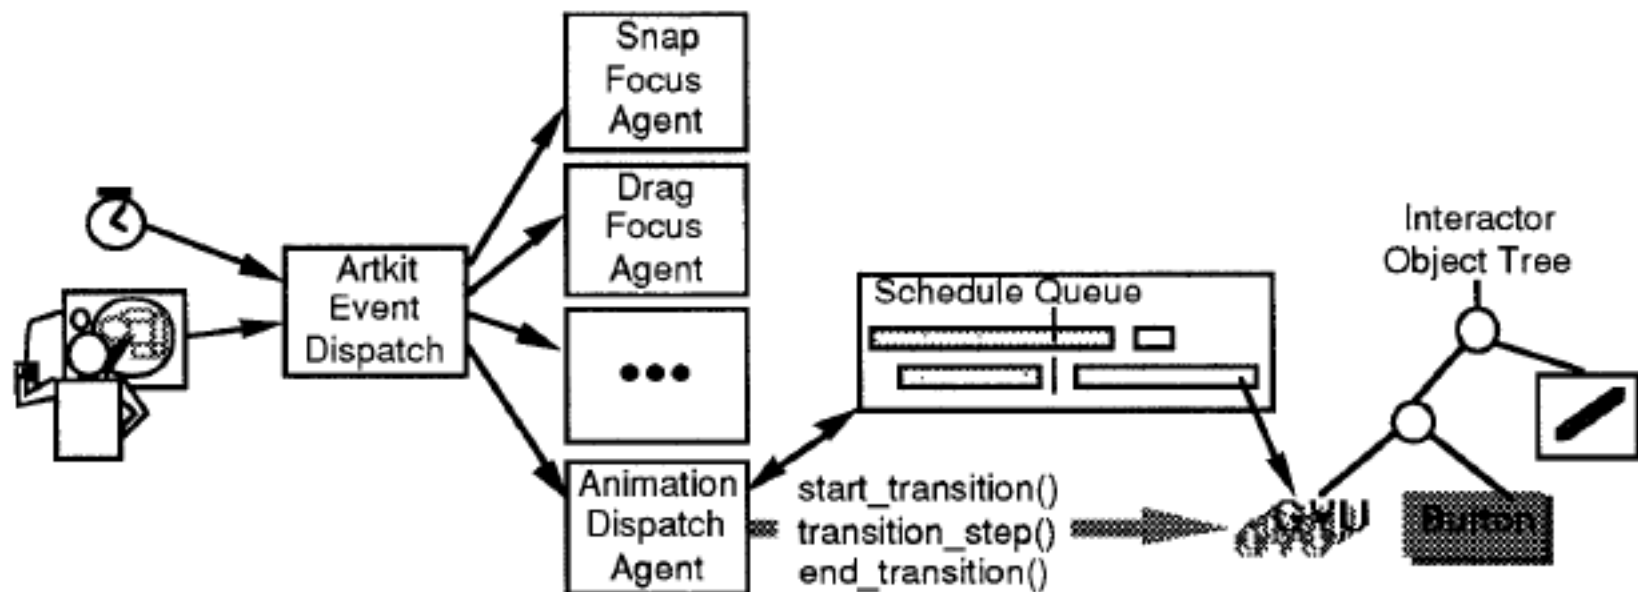 Snap
Focus
Agent
Drag
Focus
Agent
Artkit
Event
Dispatch
•••
Animation
Dispatch
Agent
Schedule Queue
start_transition()
transition_step()
end_transition()
Interactor
Object Tree
GVU
Button